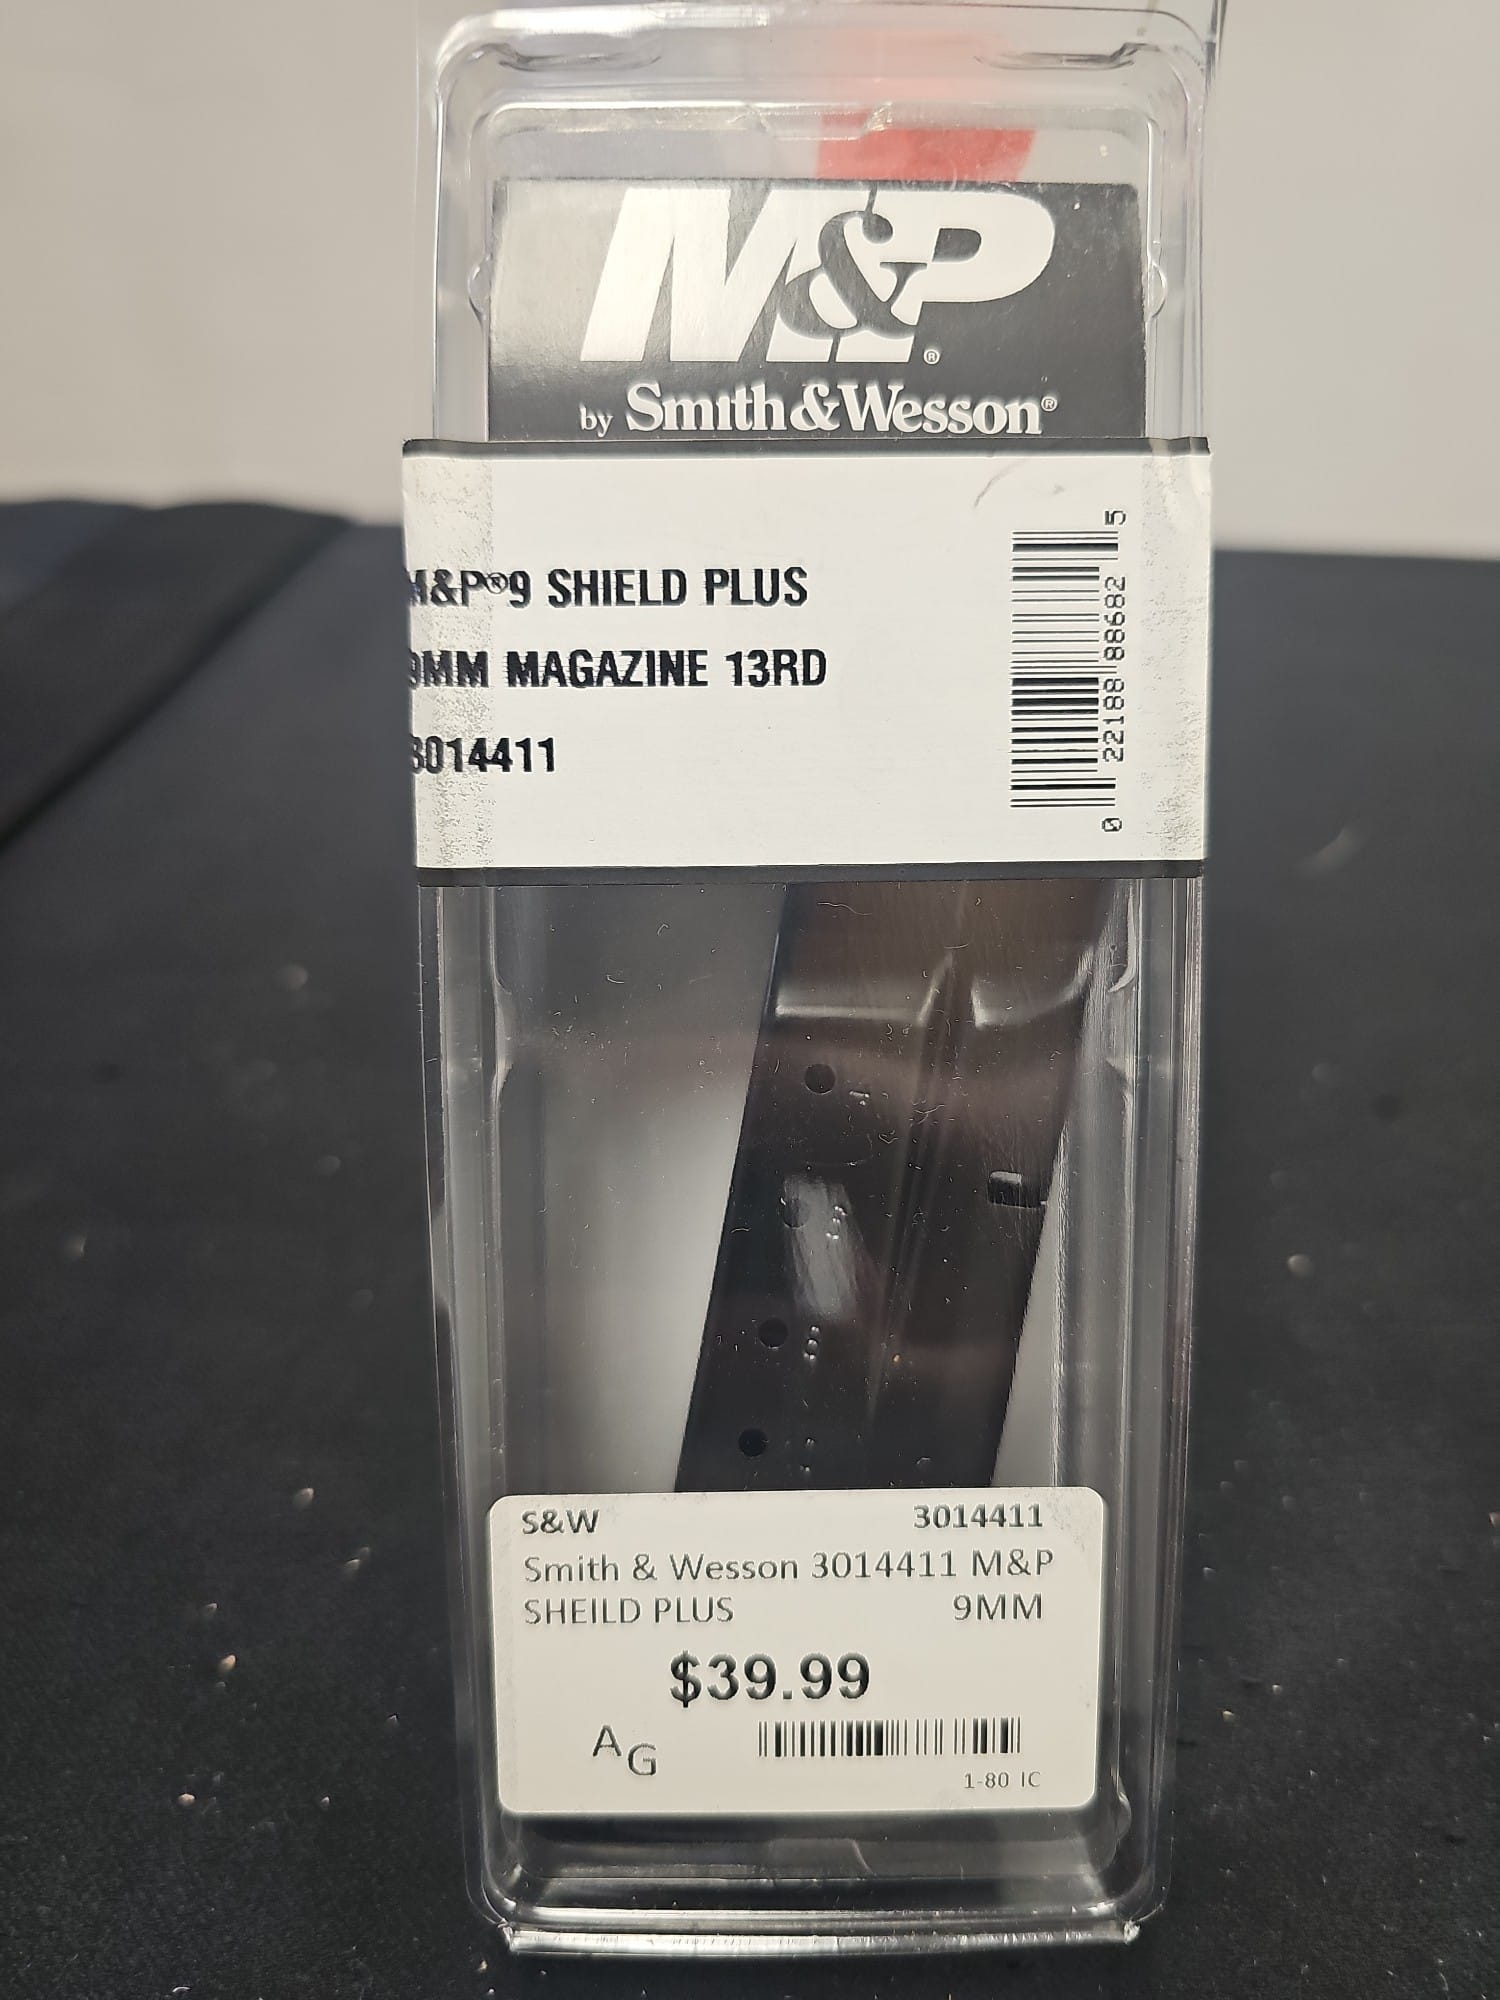 M&P®
by Smith&Wesson®
M&P®9 SHIELD PLUS
9MM MAGAZINE 13RD
3014411
0 22188 88682 5
S&W 3014411
Smith & Wesson 3014411 M&P
SHEILD PLUS 9MM
$39.99
AG
1-80 IC